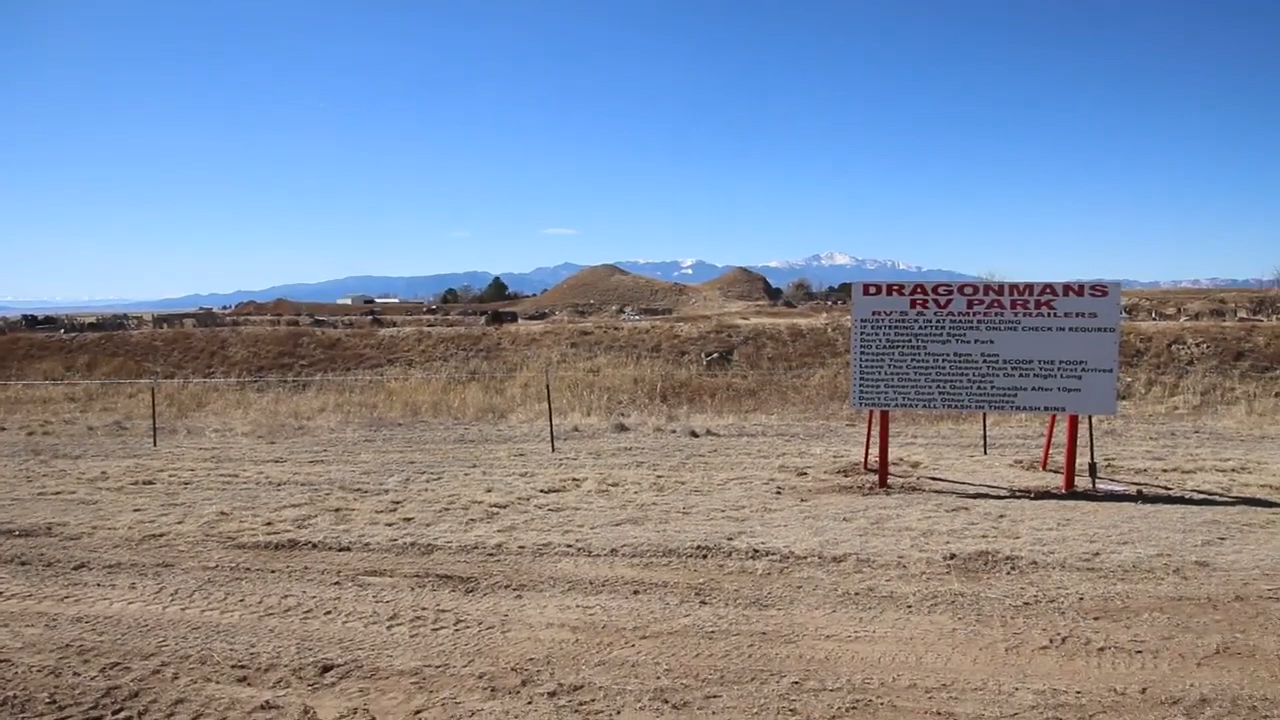 DRAGONMANS
RV PARK
RV'S & CAMPER TRAILERS
• MUST CHECK IN AT MAIN BUILDING
• IF ENTERING AFTER HOURS, ONLINE CHECK IN REQUIRED
• Park In Designated Spot
• Don't Speed Through The Park
• NO CAMPFIRES
• Respect Quiet Hours 8pm - 6am
• Leash Your Pets If Possible And SCOOP THE POOP!
• Leave The Campsite Cleaner Than When You First Arrived
• Don't Leave Your Outside Lights On All Night Long
• Respect Other Campers Space
• Keep Generators As Quiet As Possible After 10pm
• Secure Your Gear When Unattended
• Don't Cut Through Other Campsites
• THROW AWAY ALL TRASH IN THE TRASH BINS